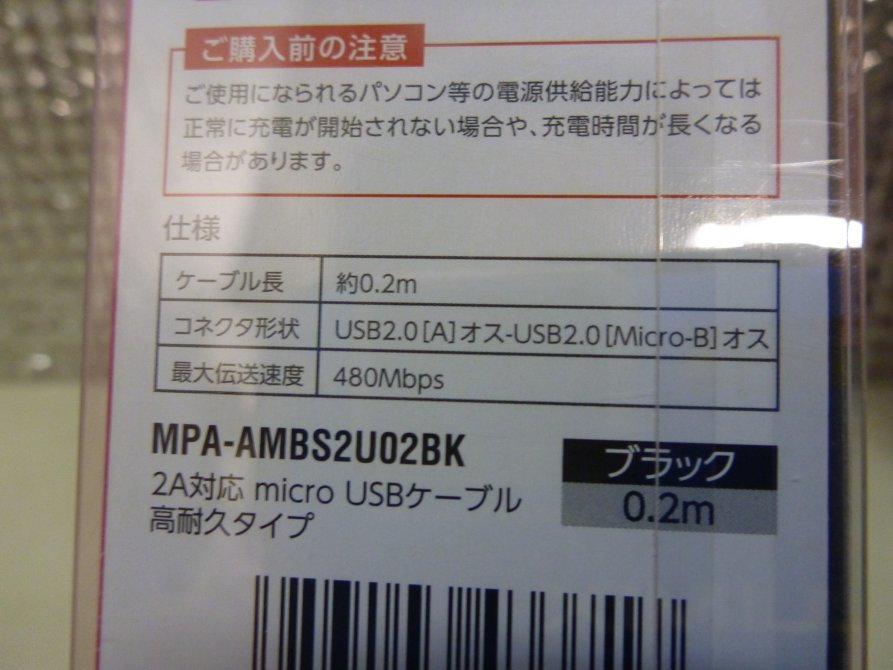 ご購入前の注意
ご使用になられるパソコン等の電源供給能力によっては
正常に充電が開始されない場合や、充電時間が長くなる
場合があります。
仕様
ケーブル長 約0.2m
コネクタ形状 USB2.0[A]オス-USB2.0[Micro-B]オス
最大伝送速度 480Mbps
MPA-AMBS2U02BK
2A対応 micro USBケーブル
高耐久タイプ
ブラック
0.2m